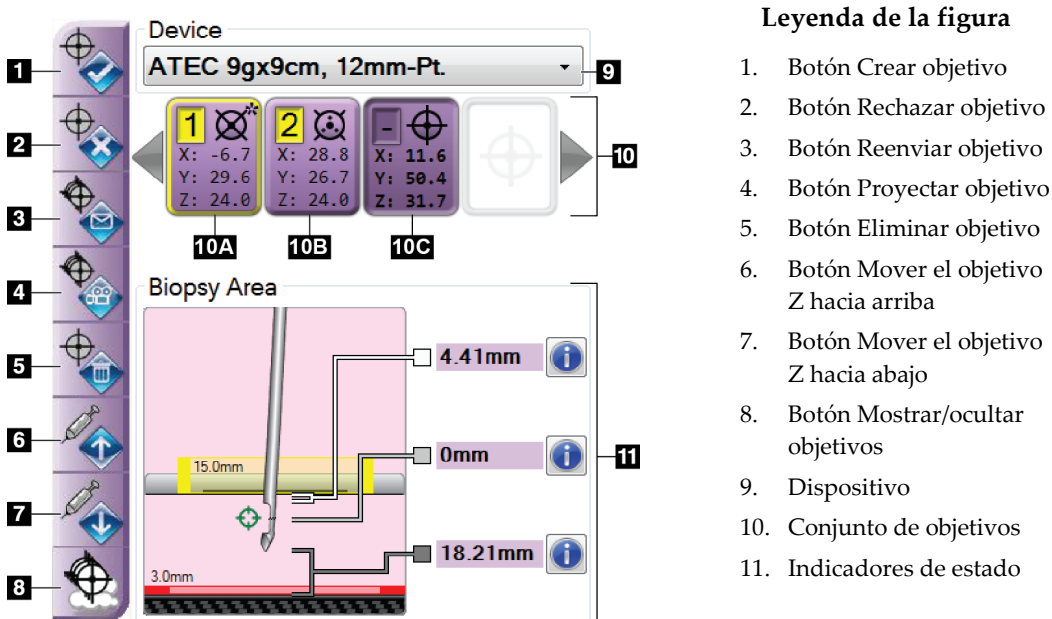 Device
1
ATEC 9gx9cm, 12mm-Pt.
9
2
1
X: -6.7
Y: 29.6
Z: 24.0
2
X: 28.8
Y: 26.7
Z: 24.0
-
X: 11.6
Y: 50.4
Z: 31.7
10
3
10A
10B
10C
4
Biopsy Area
5
4.41mm
6
15.0mm
0mm
11
7
18.21mm
8
3.0mm
Leyenda de la figura
1. Botón Crear objetivo
2. Botón Rechazar objetivo
3. Botón Reenviar objetivo
4. Botón Proyectar objetivo
5. Botón Eliminar objetivo
6. Botón Mover el objetivo
Z hacia arriba
7. Botón Mover el objetivo
Z hacia abajo
8. Botón Mostrar/ocultar
objetivos
9. Dispositivo
10. Conjunto de objetivos
11. Indicadores de estado